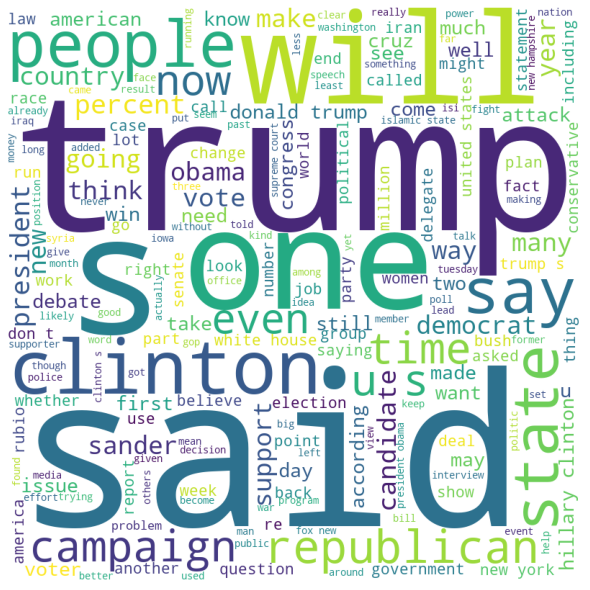 law
american
know
make
iran
much
year
including
people
will
country
end
cruz
see
well
might
statement
new hampshire
nation
clear
really
power
far
running
washington
less
something
race
face
came
result
seem
speech
least
called
isi
fight
already
iraq
percent
call
now
donald trump
come
islamic state
attack
money
long
put
added
case
past
going
lot
trump
change
obama
world
supreme court
congress
political
united states
plan
conservative
run
never
think
vote
million
delegate
fact
making
position
win
three
president
new
syria
go
iowa
without
told
need
kind
yet
way
talk
many
give
month
work
right
s
one
look
among
number
party
women
tuesday
trump s
actually
office
idea
job
two
poll
lead
say
debate
likely
good
senate
take
even
still
group
member
democrat
former
don t
word
gop
part
white house
saying
time
bush
asked
thing
supporter
though
police
clinton s
got
clinton
u s
made
want
set
u
whether
first
believe
election
keep
politic
rubio
use
big
point
left
support
according
view
candidate
deal
state
hillary clinton
sander
mean
decision
given
day
president obama
may
interview
found
media
issue
others
report
week
back
show
effort
trying
become
war
program
said
america
problem
re
man
public
fox new
bill
event
help
campaign
republican
voter
better
another
used
question
around
government
new york